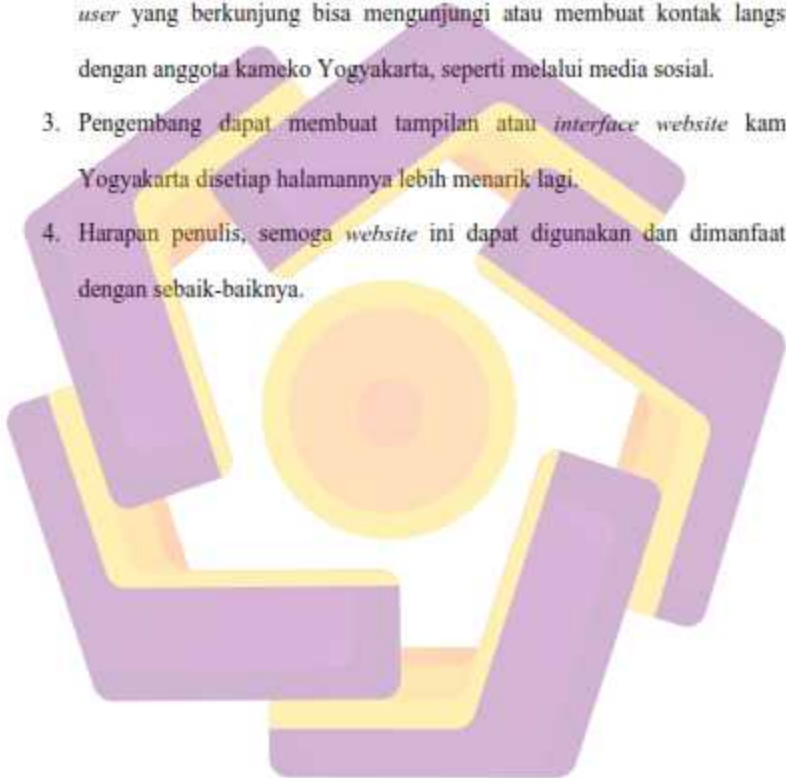 user yang berkunjung bisa mengunjungi atau membuat kontak langs
dengan anggota kameko Yogyakarta, seperti melalui media sosial.
3. Pengembang dapat membuat tampilan atau interface website kam
Yogyakarta disetiap halamannya lebih menarik lagi.
4. Harapan penulis, semoga website ini dapat digunakan dan dimanfaat
dengan sebaik-baiknya.